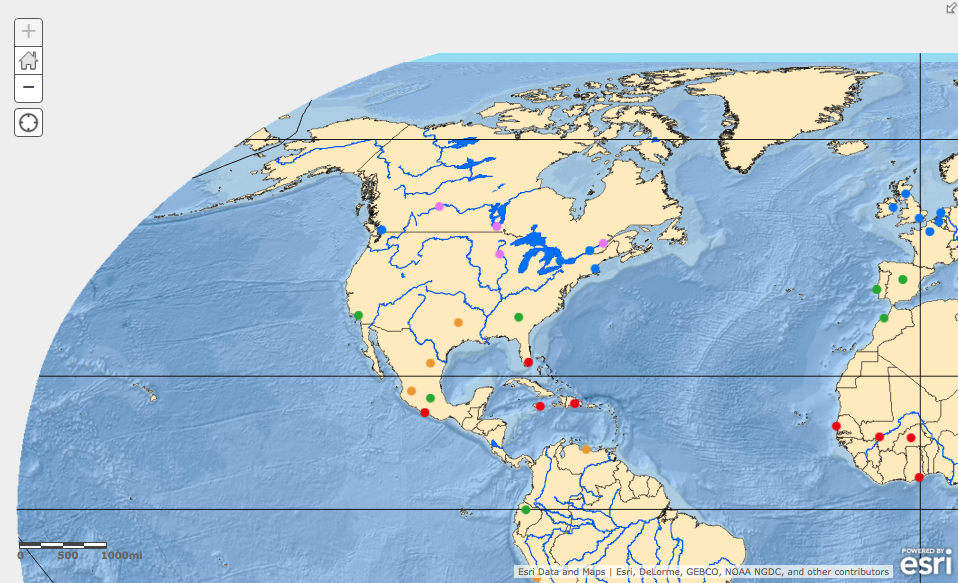 0 500 1000mi
Esri Data and Maps | Esri, DeLorme, GEBCO, NOAA NGDC, and other contributors
POWERED BY
esri